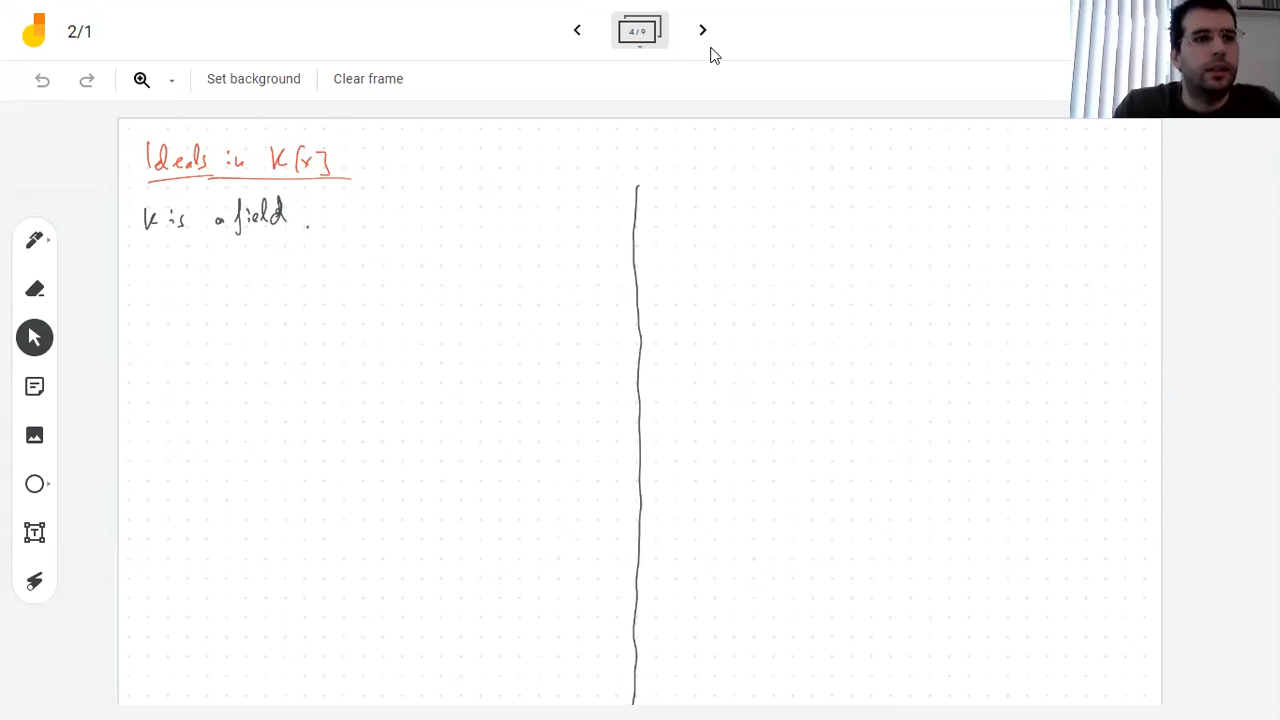 2/1
4 / 9
Set background
Clear frame
Ideals in K[x]
K is a field .